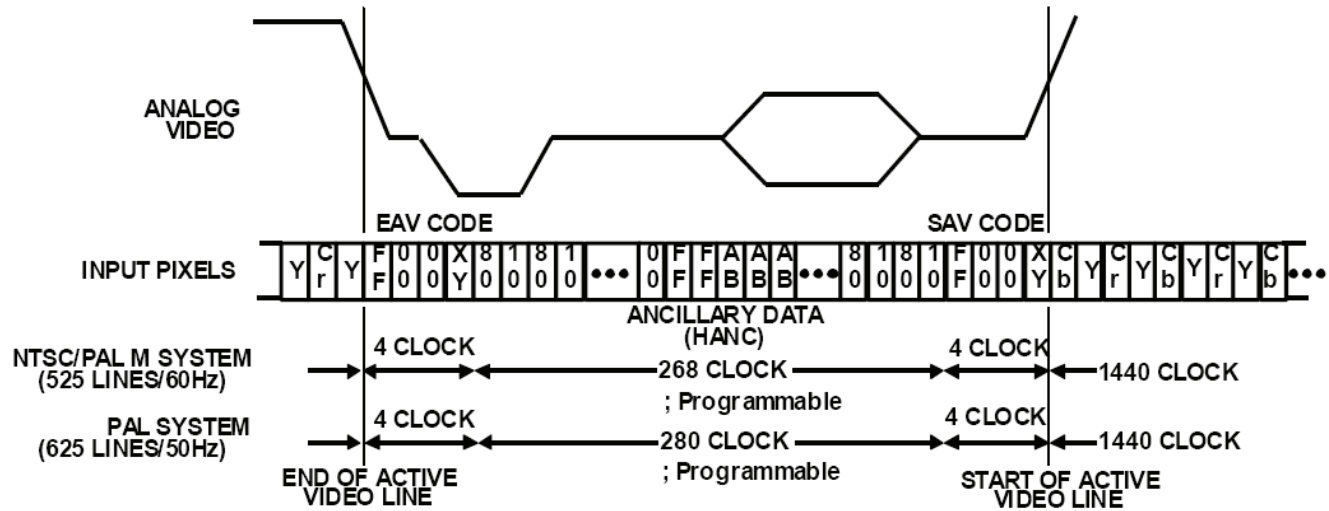 ANALOG
VIDEO
EAV CODE
SAV CODE
INPUT PIXELS
Y Cr Y FF 00 00 XY 80 10 80 10 ••• 00 FF FF AB AB AB ••• 80 10 80 10 FF 00 00 XY Cb Y Cr Y Cb Y Cr Y Cb •••
ANCILLARY DATA
(HANC)
NTSC/PAL M SYSTEM
(525 LINES/60Hz)
4 CLOCK
268 CLOCK
; Programmable
4 CLOCK
1440 CLOCK
PAL SYSTEM
(625 LINES/50Hz)
4 CLOCK
280 CLOCK
; Programmable
4 CLOCK
1440 CLOCK
END OF ACTIVE
VIDEO LINE
START OF ACTIVE
VIDEO LINE